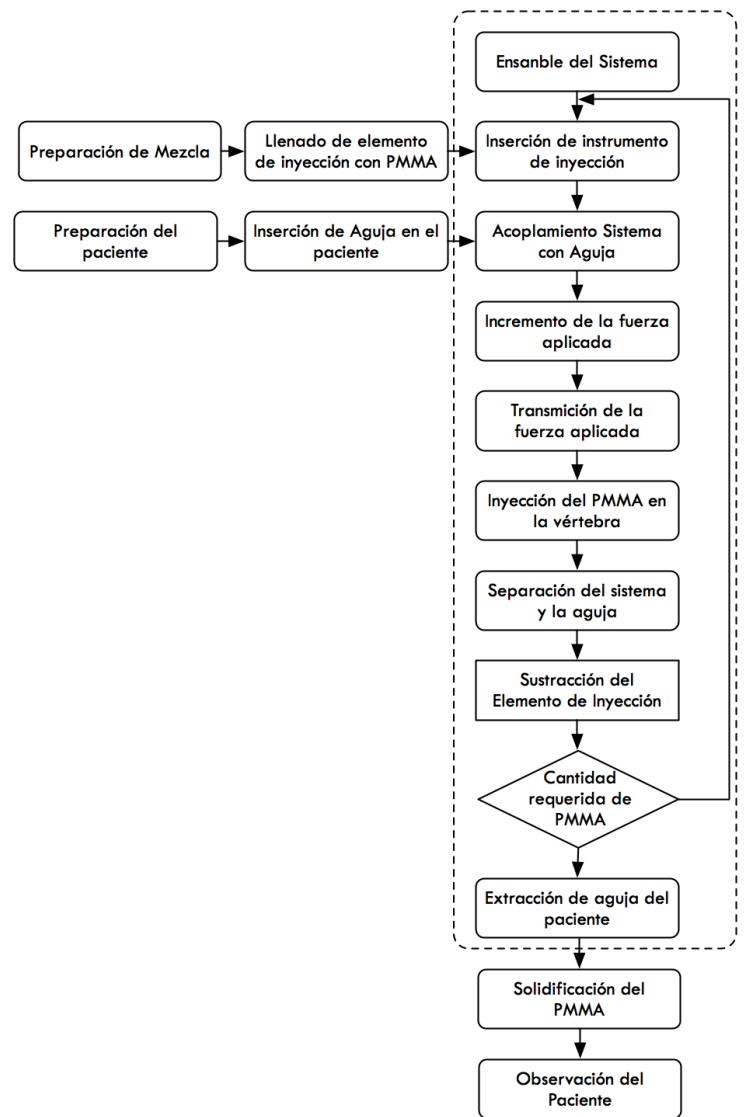 Ensanble del Sistema
Preparación de Mezcla
Llenado de elemento
de inyección con PMMA
Inserción de instrumento
de inyección
Preparación del
paciente
Inserción de Aguja en el
paciente
Acoplamiento Sistema
con Aguja
Incremento de la fuerza
aplicada
Transmición de la
fuerza aplicada
Inyección del PMMA en
la vértebra
Separación del sistema
y la aguja
Sustracción del
Elemento de Inyección
Cantidad
requerida de
PMMA
Extracción de aguja del
paciente
Solidificación del
PMMA
Observación del
Paciente